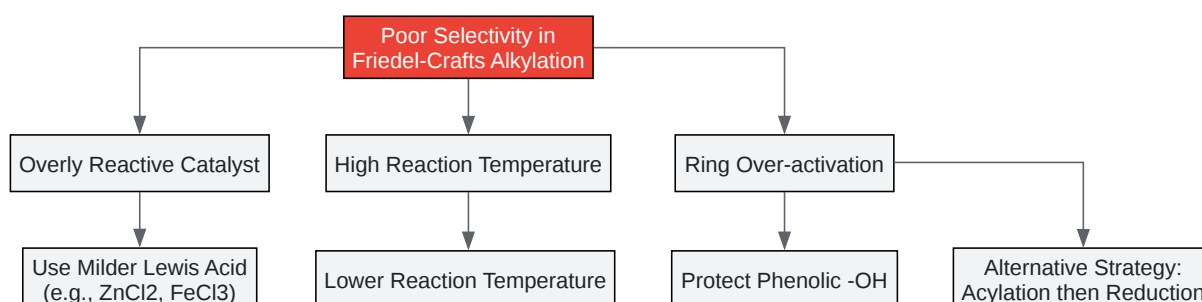 Poor Selectivity in
Friedel-Crafts Alkylation
Overly Reactive Catalyst
High Reaction Temperature
Ring Over-activation
Use Milder Lewis Acid
(e.g., ZnCl2, FeCl3)
Lower Reaction Temperature
Protect Phenolic -OH
Alternative Strategy:
Acylation then Reduction